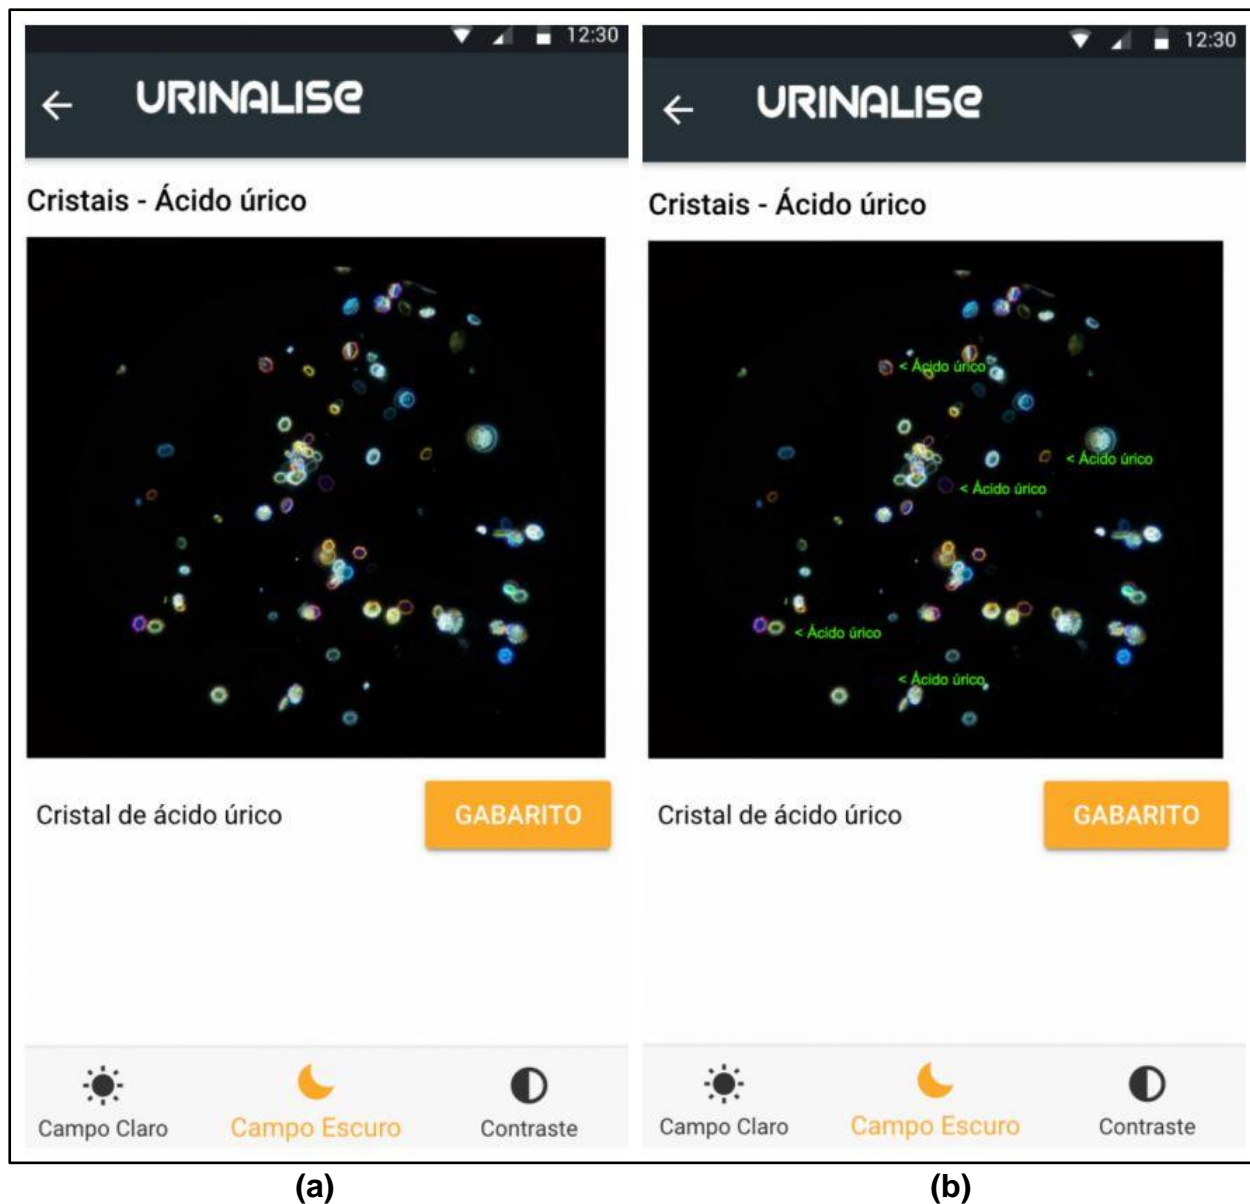 12:30
URINALISE
Cristais - Ácido úrico
Cristal de ácido úrico
GABARITO
Campo Claro
Campo Escuro
Contraste
(a)
12:30
URINALISE
Cristais - Ácido úrico
< Ácido úrico
< Ácido úrico
< Ácido úrico
< Ácido úrico
< Ácido úrico
Cristal de ácido úrico
GABARITO
Campo Claro
Campo Escuro
Contraste
(b)